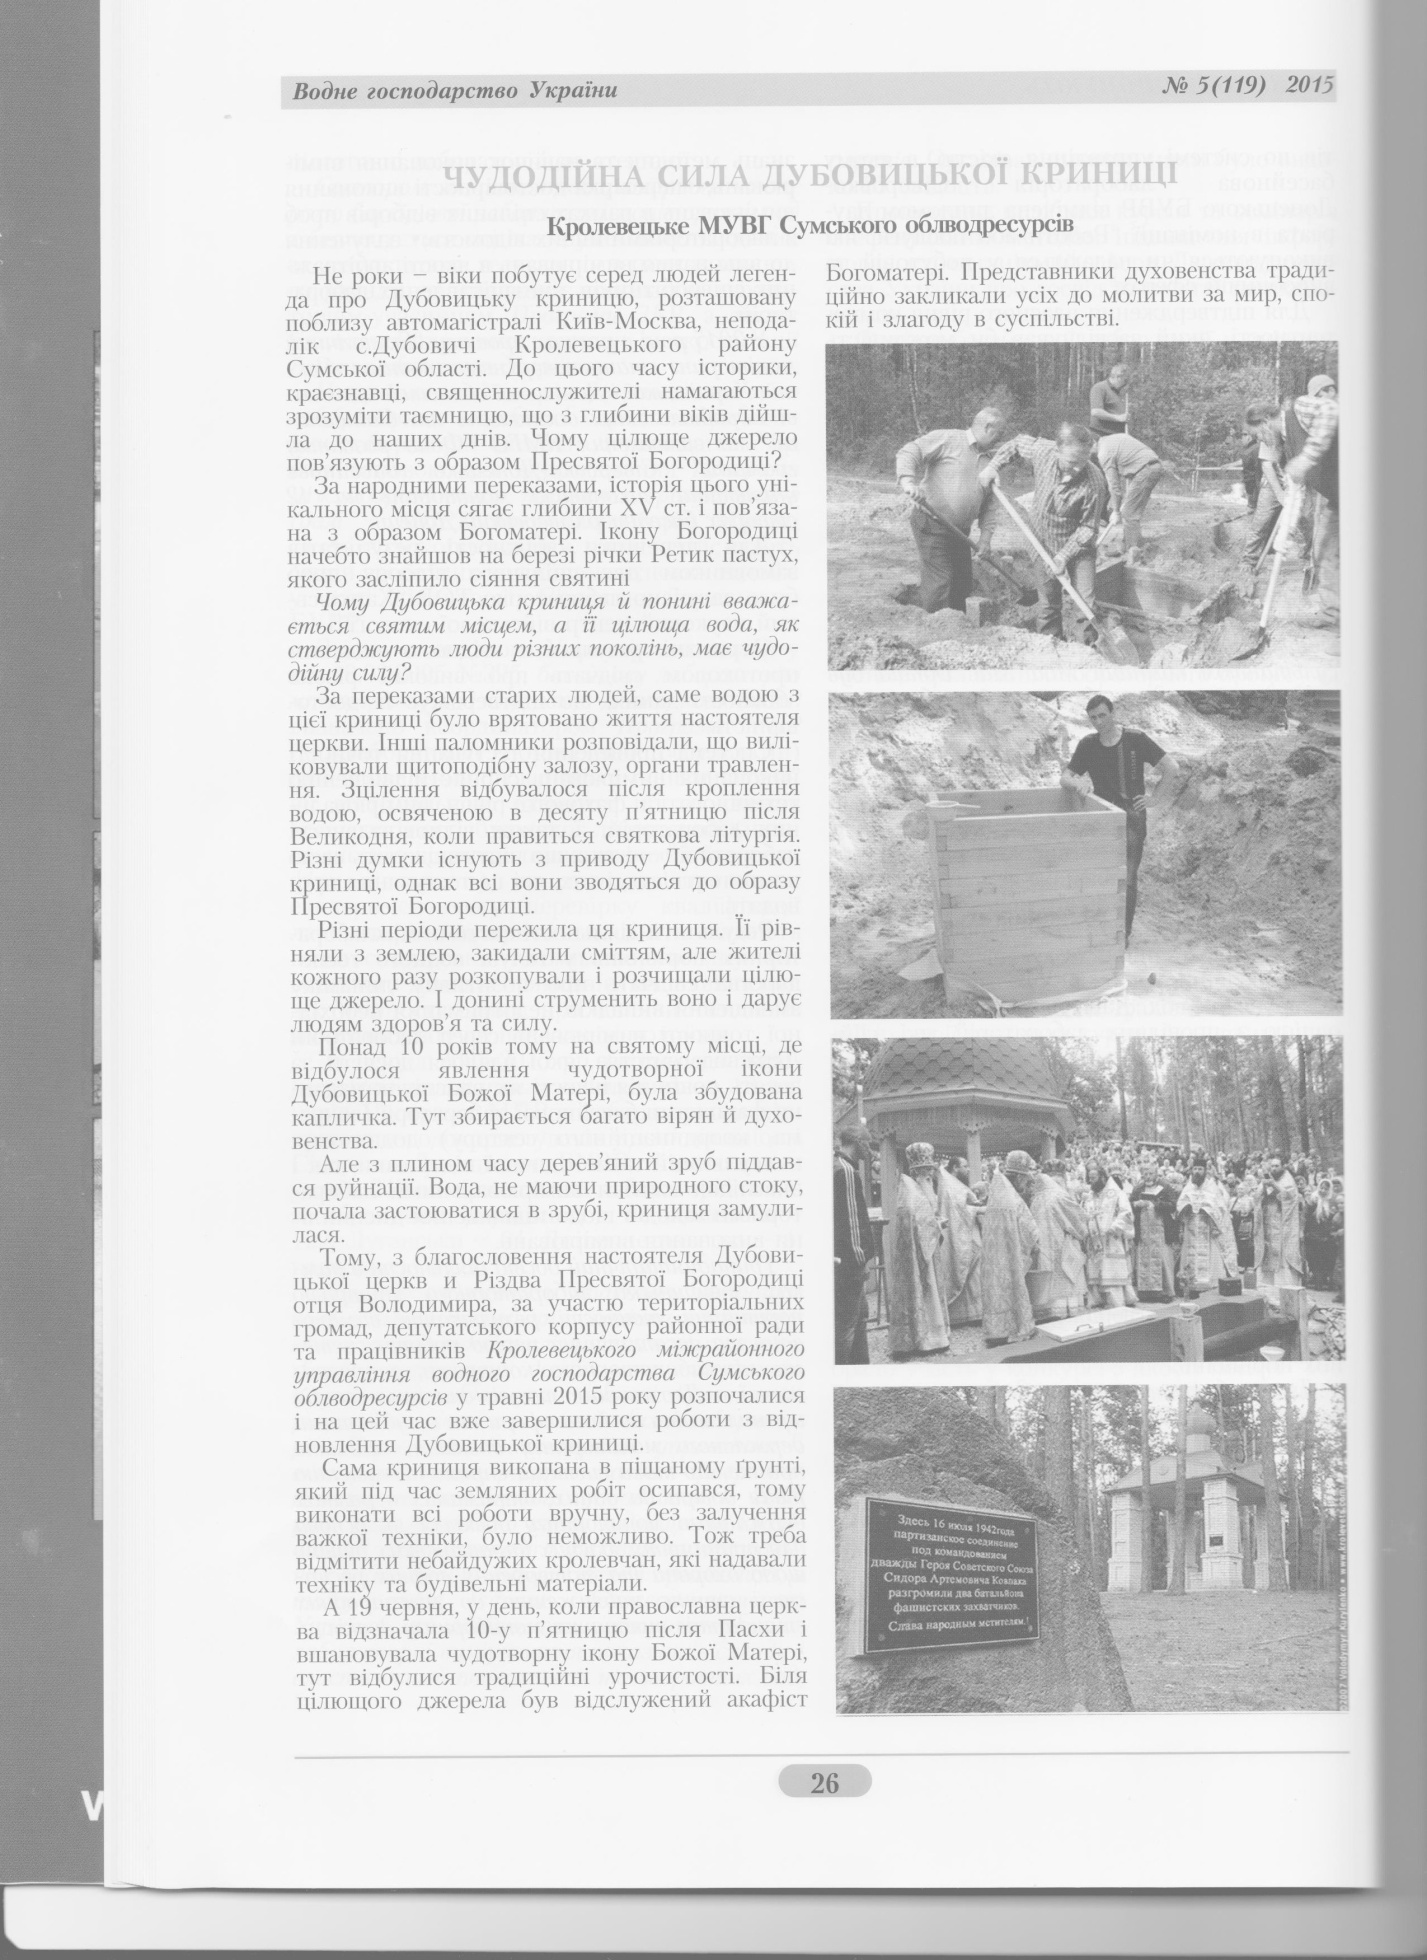 Водне господарство України
№ 5(119) 2015
ЧУДОДІЙНА СИЛА ДУБОВИЦЬКОЇ КРИНИЦІ
Кролевецьке МУВГ Сумського облводресурсів
Не роки – віки побутує серед людей леген-
да про Дубовицьку криницю, розташовану
поблизу автомагістралі Київ-Москва, непода-
лік с.Дубовичі Кролевецького району
Сумської області. До цього часу історики,
краєзнавці, священнослужителі намагаються
зрозуміти таємницю, що з глибини віків дійш-
ла до наших днів. Чому цілюще джерело
пов'язують з образом Пресвятої Богородиці?
За народними переказами, історія цього уні-
кального місця сягає глибини XV ст. і пов'яза-
на з образом Богоматері. Ікону Богородиці
начебто знайшов на березі річки Ретик пастух,
якого засліпило сіяння святині
Чому Дубовицька криниця й понині вважа-
ється святим місцем, а її цілюща вода, як
стверджують люди різних поколінь, має чудо-
дійну силу?
За переказами старих людей, саме водою з
цієї криниці було врятовано життя настоятеля
церкви. Інші паломники розповідали, що вилі-
ковували щитоподібну залозу, органи травлен-
ня. Зцілення відбувалося після кроплення
водою, освяченою в десяту п'ятницю після
Великодня, коли правиться святкова літургія.
Різні думки існують з приводу Дубовицької
криниці, однак всі вони зводяться до образу
Пресвятої Богородиці.
Різні періоди пережила ця криниця. Її рів-
няли з землею, закидали сміттям, але жителі
кожного разу розкопували і розчищали цілю-
ще джерело. І донині струменить воно і дарує
людям здоров'я та силу.
Понад 10 років тому на святому місці, де
відбулося явлення чудотворної ікони
Дубовицької Божої Матері, була збудована
капличка. Тут збирається багато вірян й духо-
венства.
Але з плином часу дерев'яний зруб піддав-
ся руйнації. Вода, не маючи природного стоку,
почала застоюватися в зрубі, криниця замули-
лася.
Тому, з благословення настоятеля Дубови-
цької церкв и Різдва Пресвятої Богородиці
отця Володимира, за участю територіальних
громад, депутатського корпусу районної ради
та працівників Кролевецького міжрайонного
управління водного господарства Сумського
облводресурсів у травні 2015 року розпочалися
і на цей час вже завершилися роботи з від-
новлення Дубовицької криниці.
Сама криниця викопана в піщаному ґрунті,
який під час земляних робіт осипався, тому
виконати всі роботи вручну, без залучення
важкої техніки, було неможливо. Тож треба
відмітити небайдужих кролевчан, які надавали
техніку та будівельні матеріали.
А 19 червня, у день, коли православна церк-
ва відзначала 10-у п'ятницю після Пасхи і
вшановувала чудотворну ікону Божої Матері,
тут відбулися традиційні урочистості. Біля
цілющого джерела був відслужений акафіст
Богоматері. Представники духовенства тради-
ційно закликали усіх до молитви за мир, спо-
кій і злагоду в суспільстві.
Здесь 16 июля 1942года
партизанское соединение
под командованием
дважды Героя Советского Союза
Сидора Артемовича Ковпака
разгромили два батальона
фашистских захватчиков.
Слава народным мстителям!
26